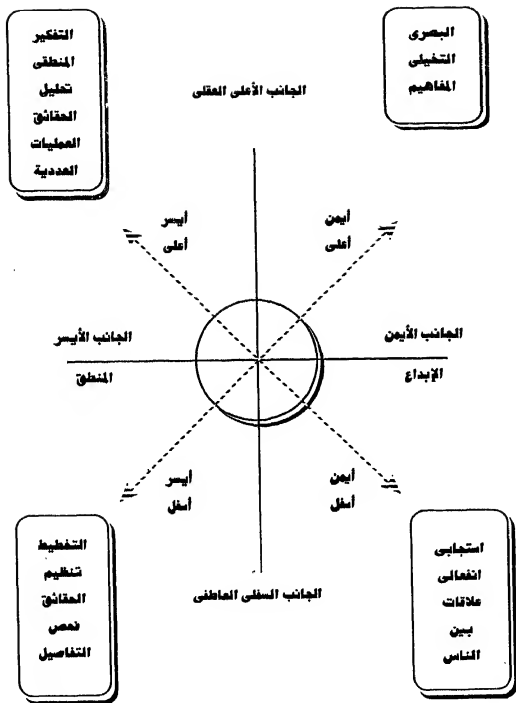 البصرى
التخيلى
المفاهيم
التفكير
المنطقى
تحليل
الحقائق
العمليات
العددية
الجانب الأعلى العقلى
أيمن
أعلى
أيسر
أعلى
الجانب الأيمن
الإبداع
الجانب الأيسر
المنطق
أيمن
أسفل
أيسر
أسفل
الجانب السفلى العاطفى
استجابى
انفعالى
علاقات
بين
الناس
التخطيط
تنظيم
الحقائق
فحص
التفاصيل